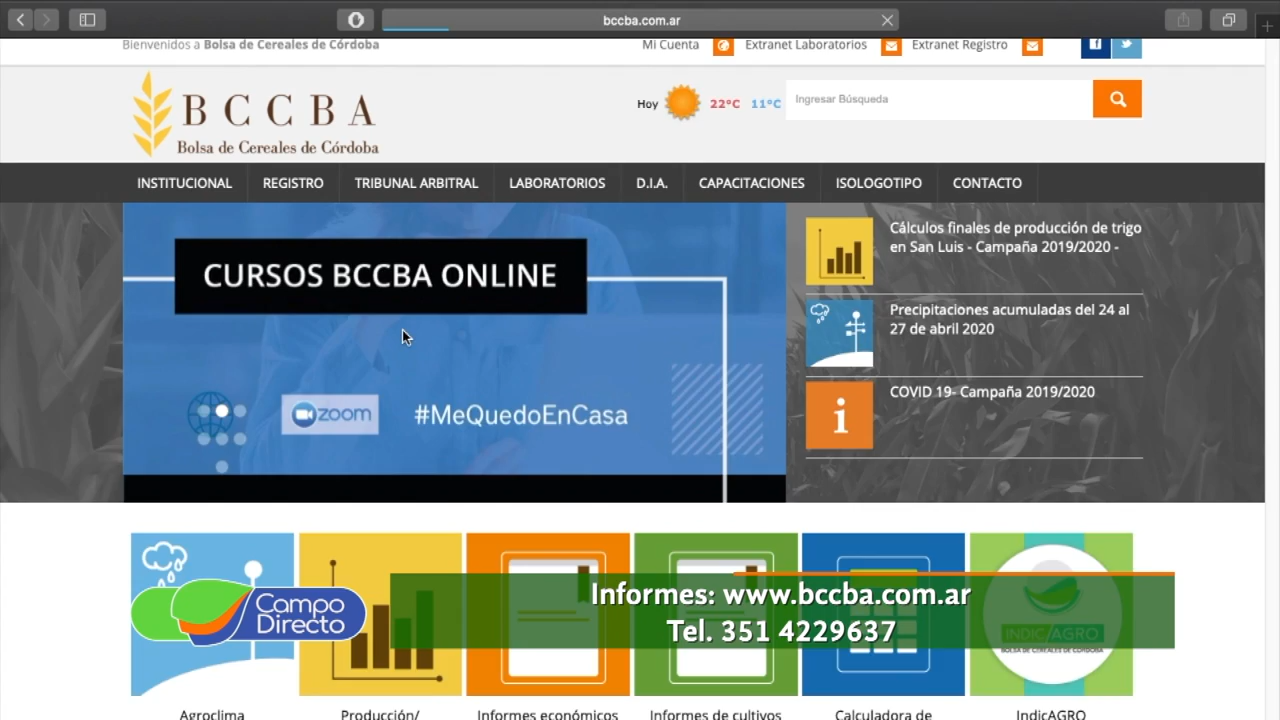 bccba.com.ar
Bienvenidos a Bolsa de Cereales de Córdoba
Mi Cuenta
Extranet Laboratorios
Extranet Registro
BCCBA
Bolsa de Cereales de Córdoba
Hoy
22°C
11°C
Ingresar Búsqueda
INSTITUCIONAL
REGISTRO
TRIBUNAL ARBITRAL
LABORATORIOS
D.I.A.
CAPACITACIONES
ISOLOGOTIPO
CONTACTO
CURSOS BCCBA ONLINE
zoom
#MeQuedoEnCasa
Cálculos finales de producción de trigo
en San Luis - Campaña 2019/2020 -
Precipitaciones acumuladas del 24 al
27 de abril 2020
i
COVID 19- Campaña 2019/2020
Campo
Directo
Informes: www.bccba.com.ar
Tel. 351 4229637
INDIC/AGRO
BOLSA DE CEREALES DE CÓRDOBA
Agroclima
Producción/
Informes económicos
Informes de cultivos
Calculadora de
IndicAGRO